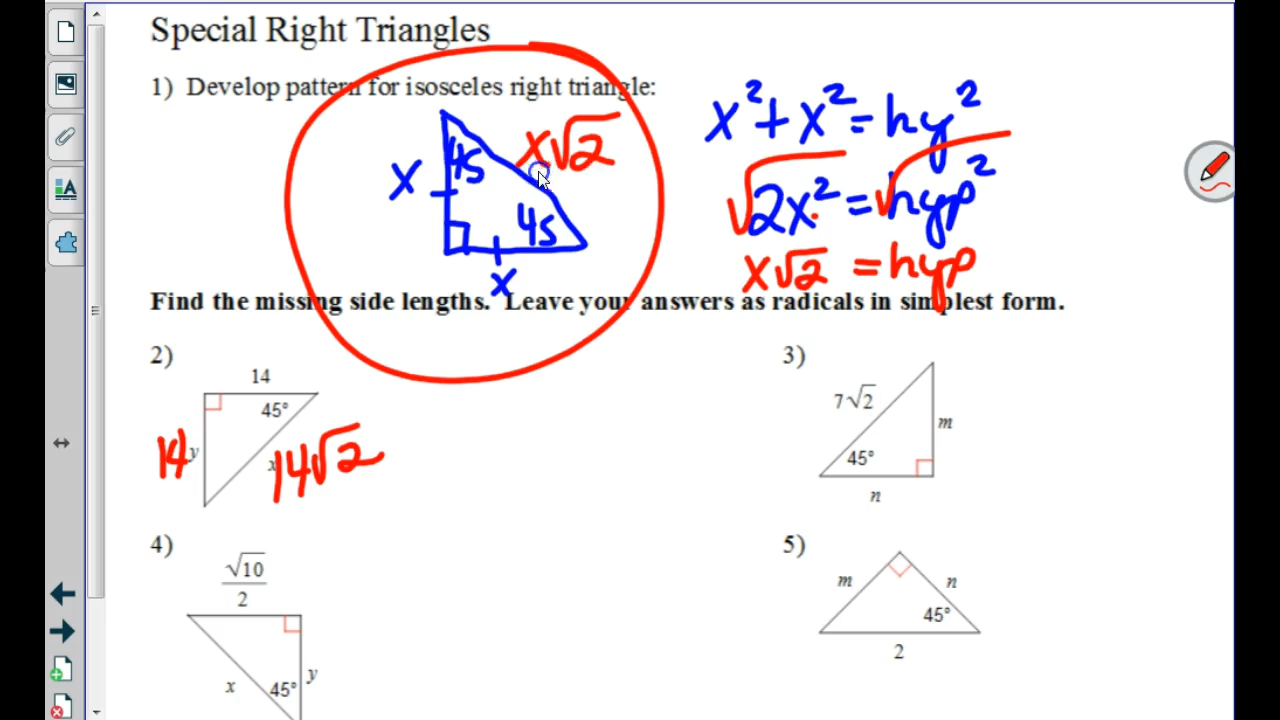 Special Right Triangles
1) Develop pattern for isosceles right triangle:
x
45
45
x
x√2
x² + x² = hy²
√2x² = √hyp²
x√2 = hyp
Find the missing side lengths. Leave your answers as radicals in simplest form.
2)
14
45°
14 y
x 14√2
3)
7√2
m
45°
n
4)
√10
2
x
45°
y
5)
m
n
45°
2